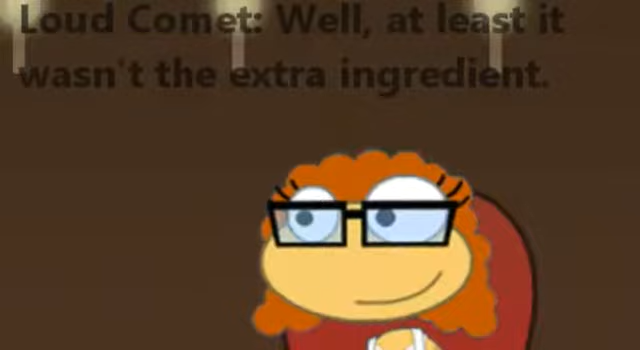 Loud Comet: Well, at least it
wasn't the extra ingredient.